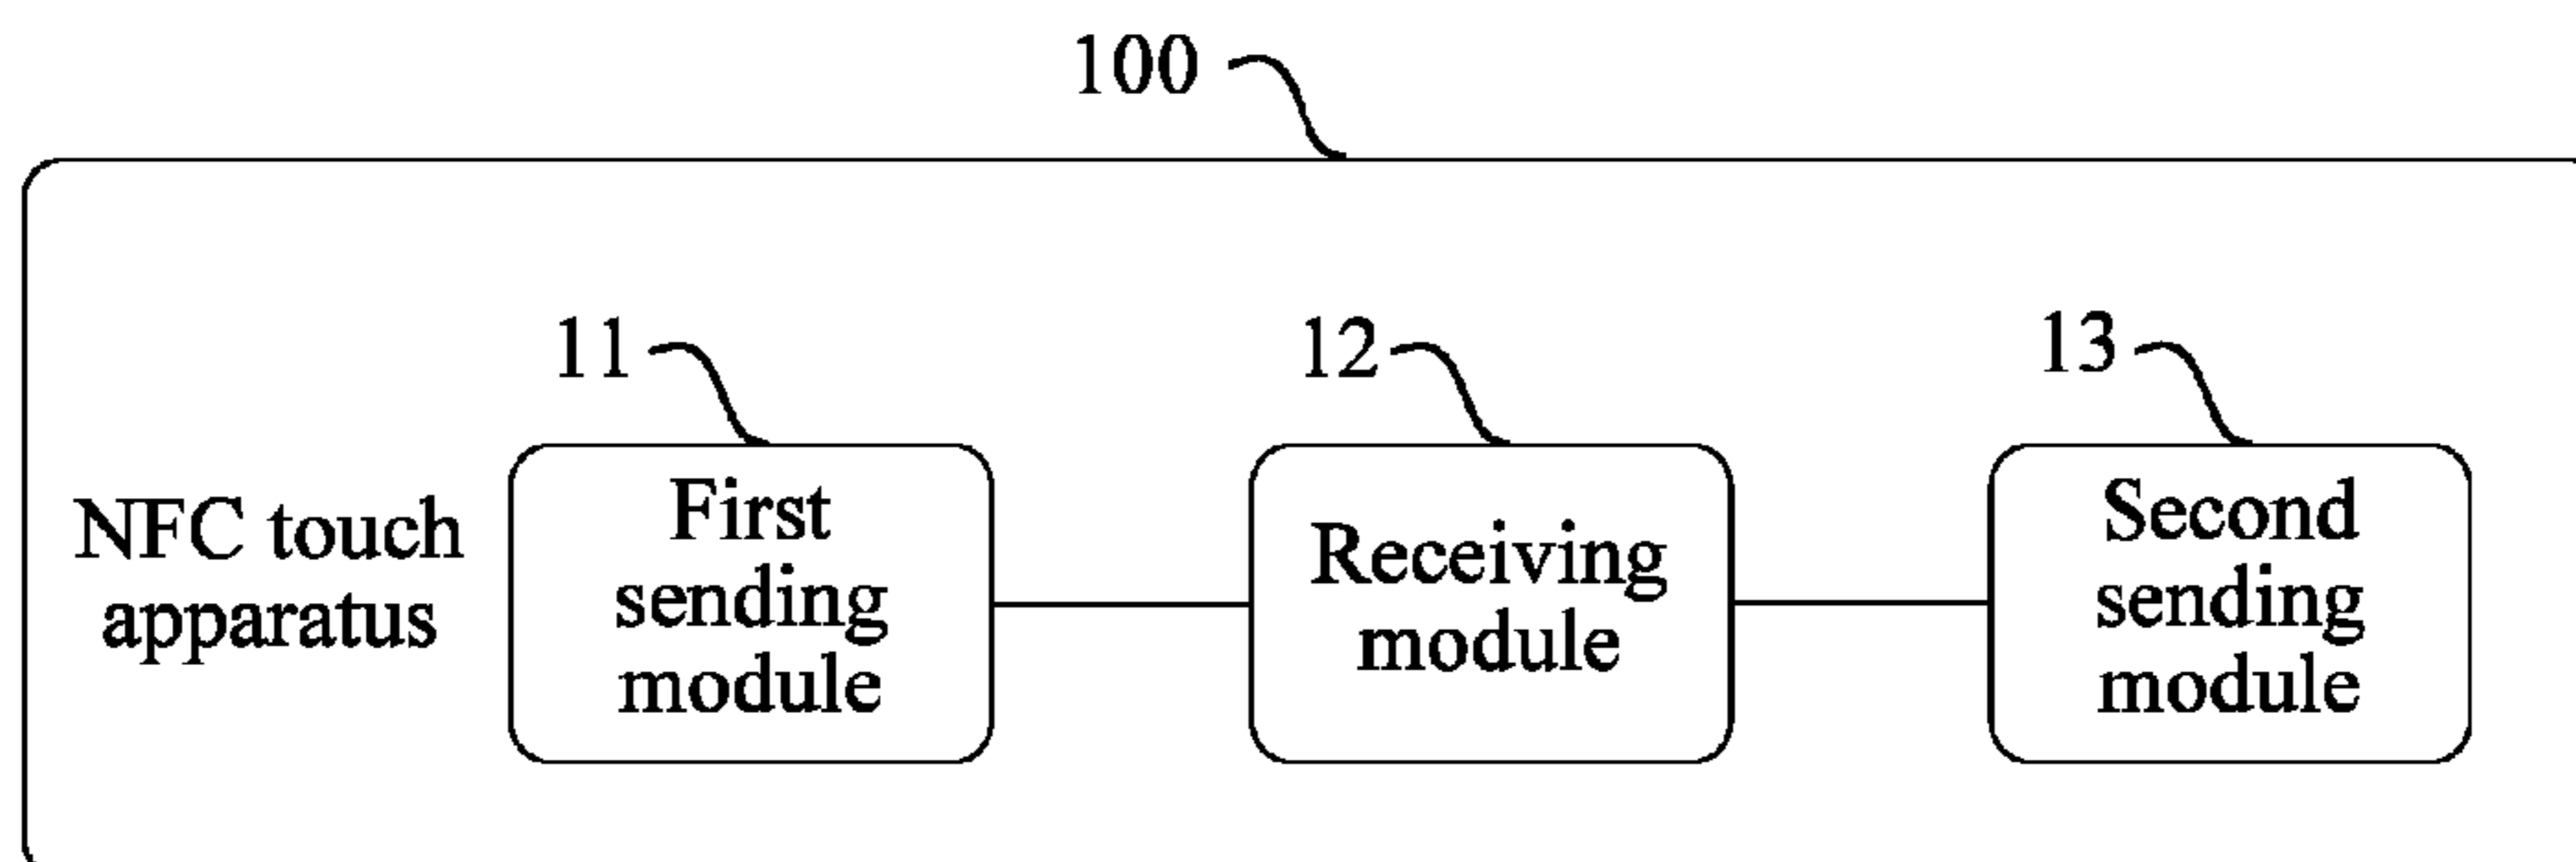 100
11
12
13
NFC touch
apparatus
First
sending
module
Receiving
module
Second
sending
module